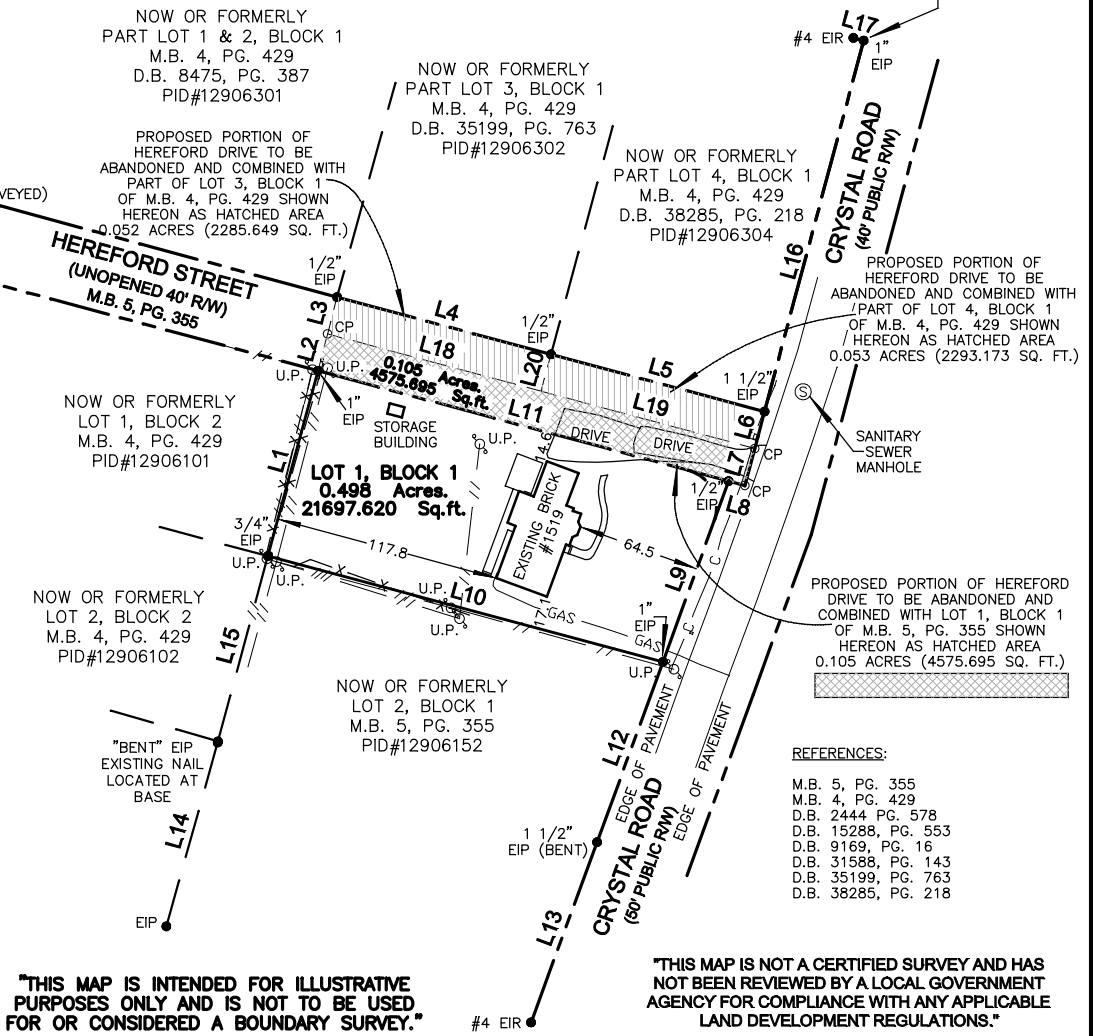 NOW OR FORMERLY
PART LOT 1 & 2, BLOCK 1
M.B. 4, PG. 429
D.B. 8475, PG. 387
PID#12906301
NOW OR FORMERLY
PART LOT 3, BLOCK 1
M.B. 4, PG. 429
D.B. 35199, PG. 763
PID#12906302
NOW OR FORMERLY
PART LOT 4, BLOCK 1
M.B. 4, PG. 429
D.B. 38285, PG. 218
PID#12906304
L17
#4 EIR
1"
EIP
CRYSTAL ROAD
(40' PUBLIC R/W)
L16
PROPOSED PORTION OF
HEREFORD DRIVE TO BE
ABANDONED AND COMBINED WITH
PART OF LOT 3, BLOCK 1
OF M.B. 4, PG. 429 SHOWN
HEREON AS HATCHED AREA
0.052 ACRES (2285.649 SQ. FT.)
VEYED)
HEREFORD STREET
(UNOPENED 40' R/W)
M.B. 5, PG. 355
PROPOSED PORTION OF
HEREFORD DRIVE TO BE
ABANDONED AND COMBINED WITH
PART OF LOT 4, BLOCK 1
OF M.B. 4, PG. 429 SHOWN
HEREON AS HATCHED AREA
0.053 ACRES (2293.173 SQ. FT.)
1/2"
EIP
L3
CP
L4
L18
1/2"
EIP
L20
L5
L19
1 1/2"
EIP
L6
L2
U.P.
U.P.
0.105 Acres.
4575.695 Sq.ft.
L11
DRIVE
DRIVE
L7
CP
CP
1/2"
EIP
L8
S
SANITARY
SEWER
MANHOLE
NOW OR FORMERLY
LOT 1, BLOCK 2
M.B. 4, PG. 429
PID#12906101
1"
EIP
STORAGE
BUILDING
U.P.
14.6
L1
LOT 1, BLOCK 1
0.498 Acres.
21697.620 Sq.ft.
EXISTING BRICK
#1519
64.5
117.8
L9
C
C
3/4"
EIP
U.P.
U.P.
U.P.
L10
U.P.
17.1
GAS
GAS
1"
EIP
U.P.
NOW OR FORMERLY
LOT 2, BLOCK 2
M.B. 4, PG. 429
PID#12906102
L15
PROPOSED PORTION OF HEREFORD
DRIVE TO BE ABANDONED AND
COMBINED WITH LOT 1, BLOCK 1
OF M.B. 5, PG. 355 SHOWN
HEREON AS HATCHED AREA
0.105 ACRES (4575.695 SQ. FT.)
NOW OR FORMERLY
LOT 2, BLOCK 1
M.B. 5, PG. 355
PID#12906152
"BENT" EIP
EXISTING NAIL
LOCATED AT
BASE
L14
EIP
L12
EDGE OF PAVEMENT
EDGE OF PAVEMENT
1 1/2"
EIP (BENT)
CRYSTAL ROAD
(50' PUBLIC R/W)
L13
#4 EIR
REFERENCES:
M.B. 5, PG. 355
M.B. 4, PG. 429
D.B. 2444 PG. 578
D.B. 15288, PG. 553
D.B. 9169, PG. 16
D.B. 31588, PG. 143
D.B. 35199, PG. 763
D.B. 38285, PG. 218
"THIS MAP IS INTENDED FOR ILLUSTRATIVE
PURPOSES ONLY AND IS NOT TO BE USED
FOR OR CONSIDERED A BOUNDARY SURVEY."
"THIS MAP IS NOT A CERTIFIED SURVEY AND HAS
NOT BEEN REVIEWED BY A LOCAL GOVERNMENT
AGENCY FOR COMPLIANCE WITH ANY APPLICABLE
LAND DEVELOPMENT REGULATIONS."